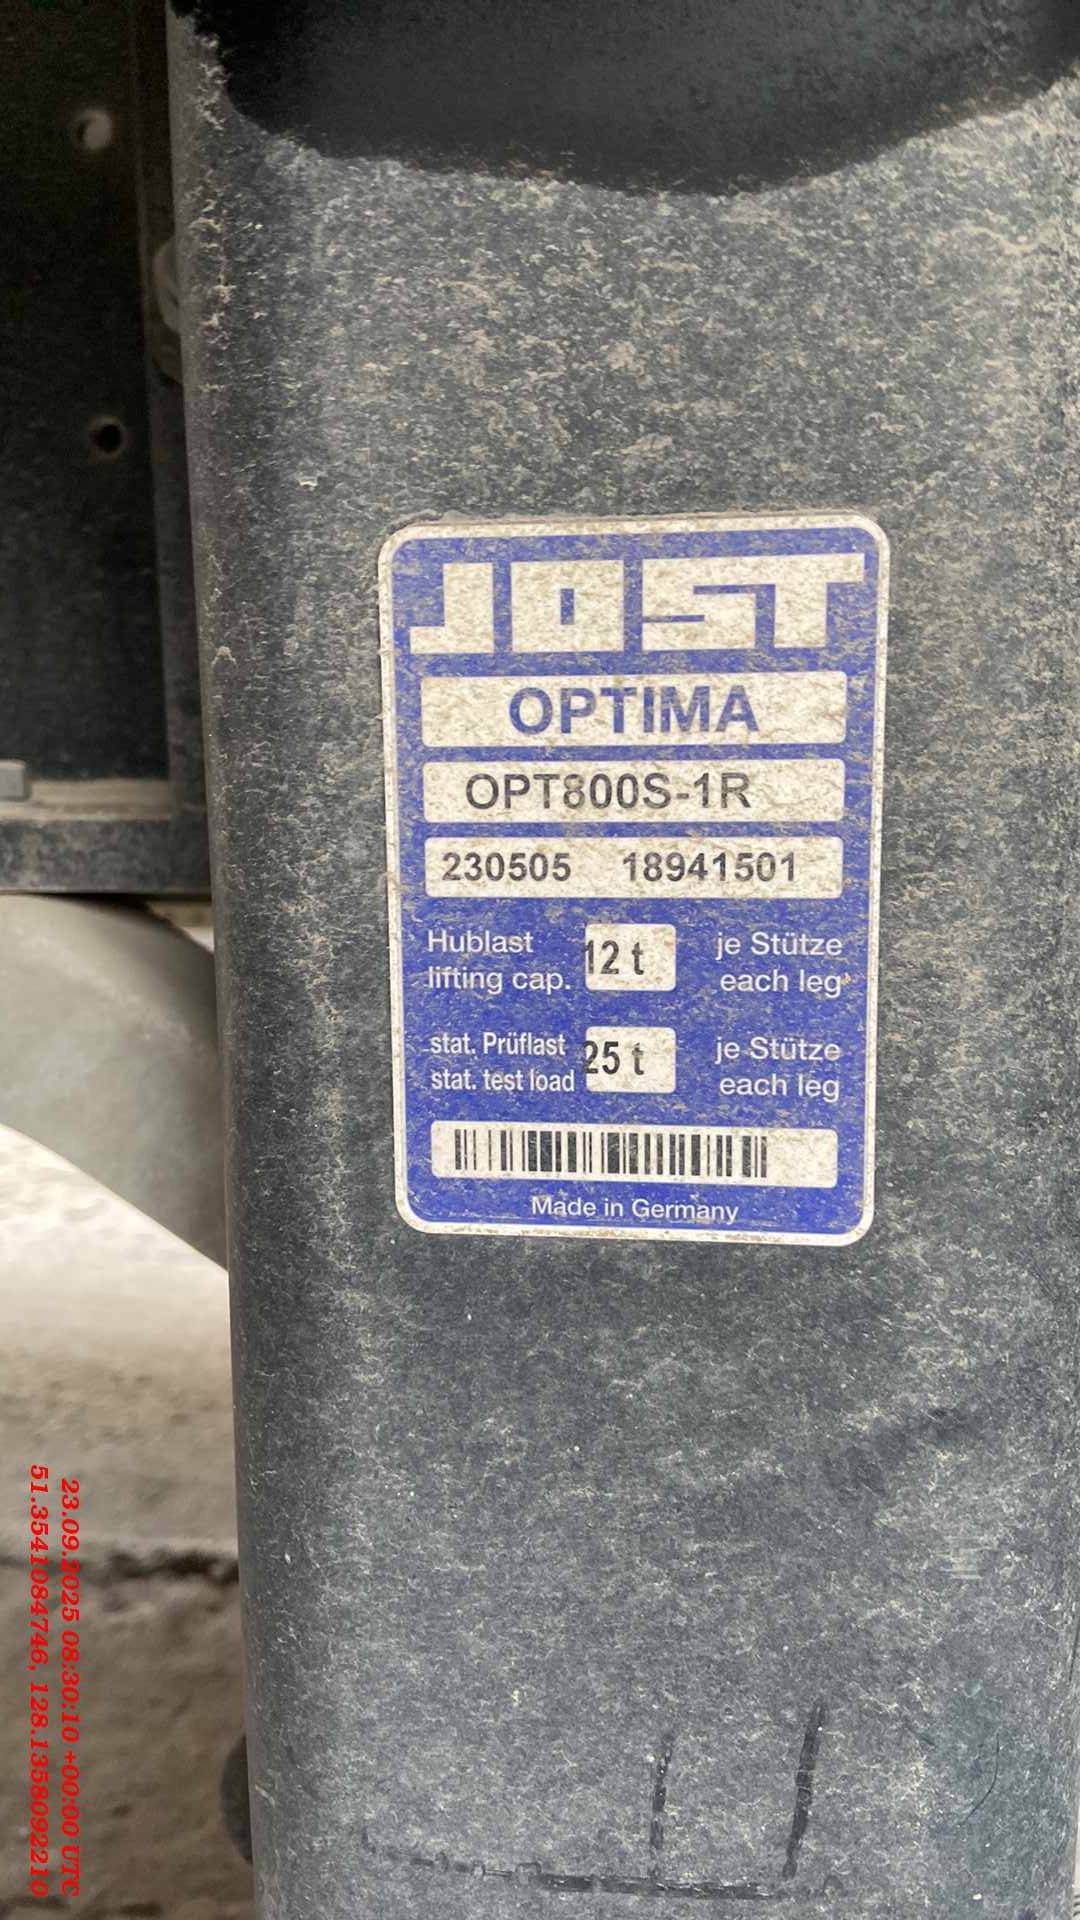 JOST
OPTIMA
OPT800S-1R
230505 18941501
Hublast
lifting cap.
12 t
je Stütze
each leg
stat. Prüflast
stat. test load
25 t
je Stütze
each leg
Made in Germany
23.09.2025 08:30:10 +00:00 UTC
51.3541084746, 128.1358092210